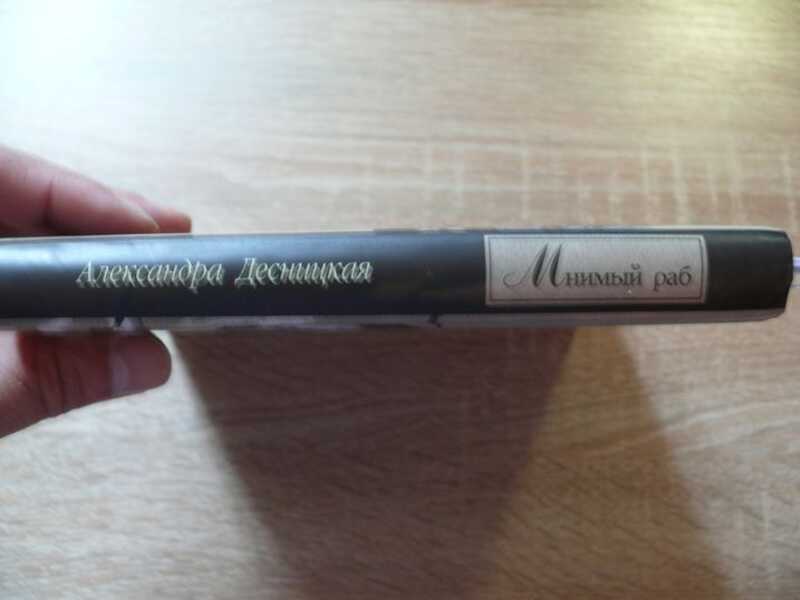 Александра Десницкая
Мнимый раб